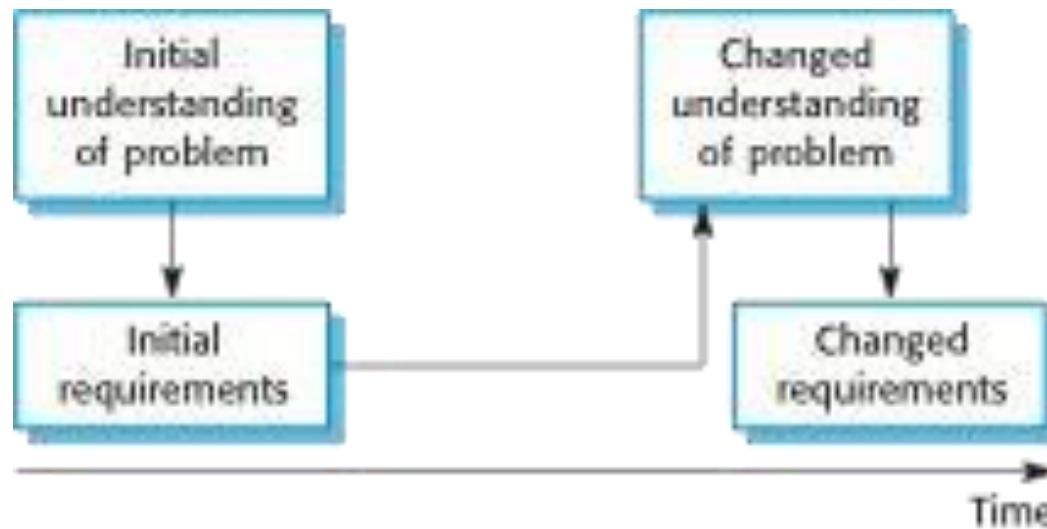 Initial
understanding
of problem
Changed
understanding
of problem
Initial
requirements
Changed
requirements
Time